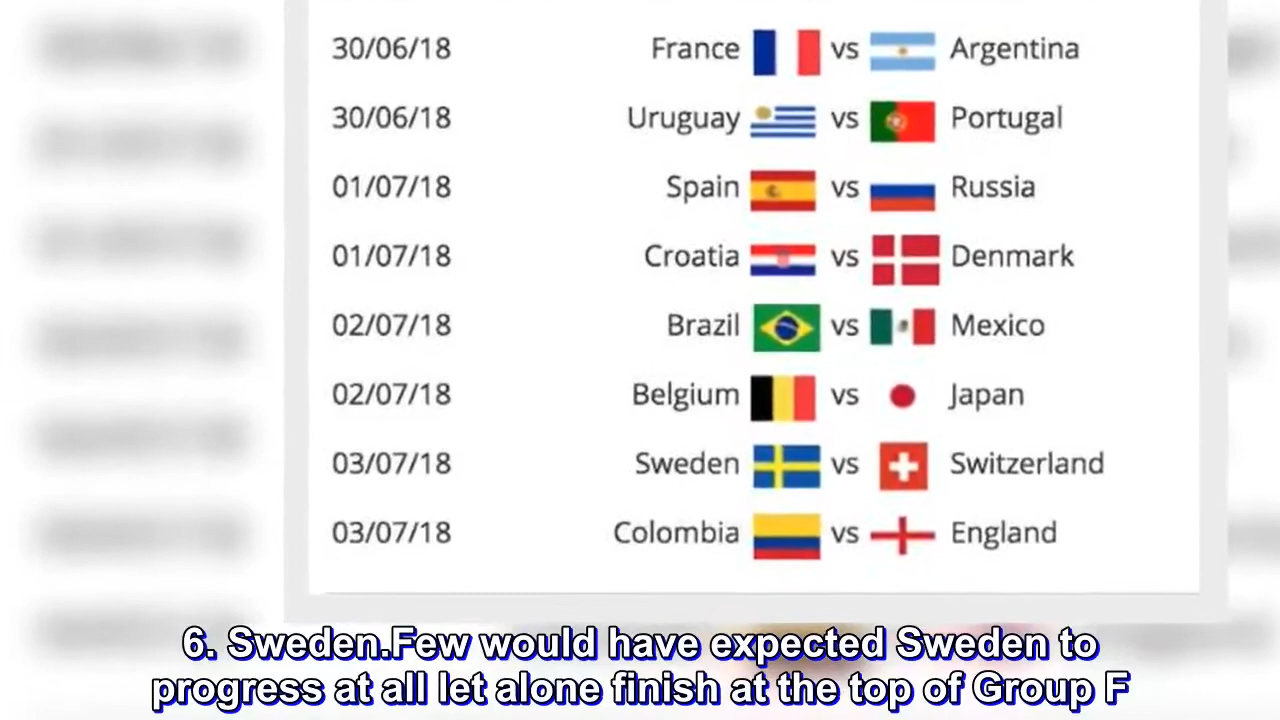 30/06/18 France vs Argentina
30/06/18 Uruguay vs Portugal
01/07/18 Spain vs Russia
01/07/18 Croatia vs Denmark
02/07/18 Brazil vs Mexico
02/07/18 Belgium vs Japan
03/07/18 Sweden vs Switzerland
03/07/18 Colombia vs England
6. Sweden.Few would have expected Sweden to
progress at all let alone finish at the top of Group F